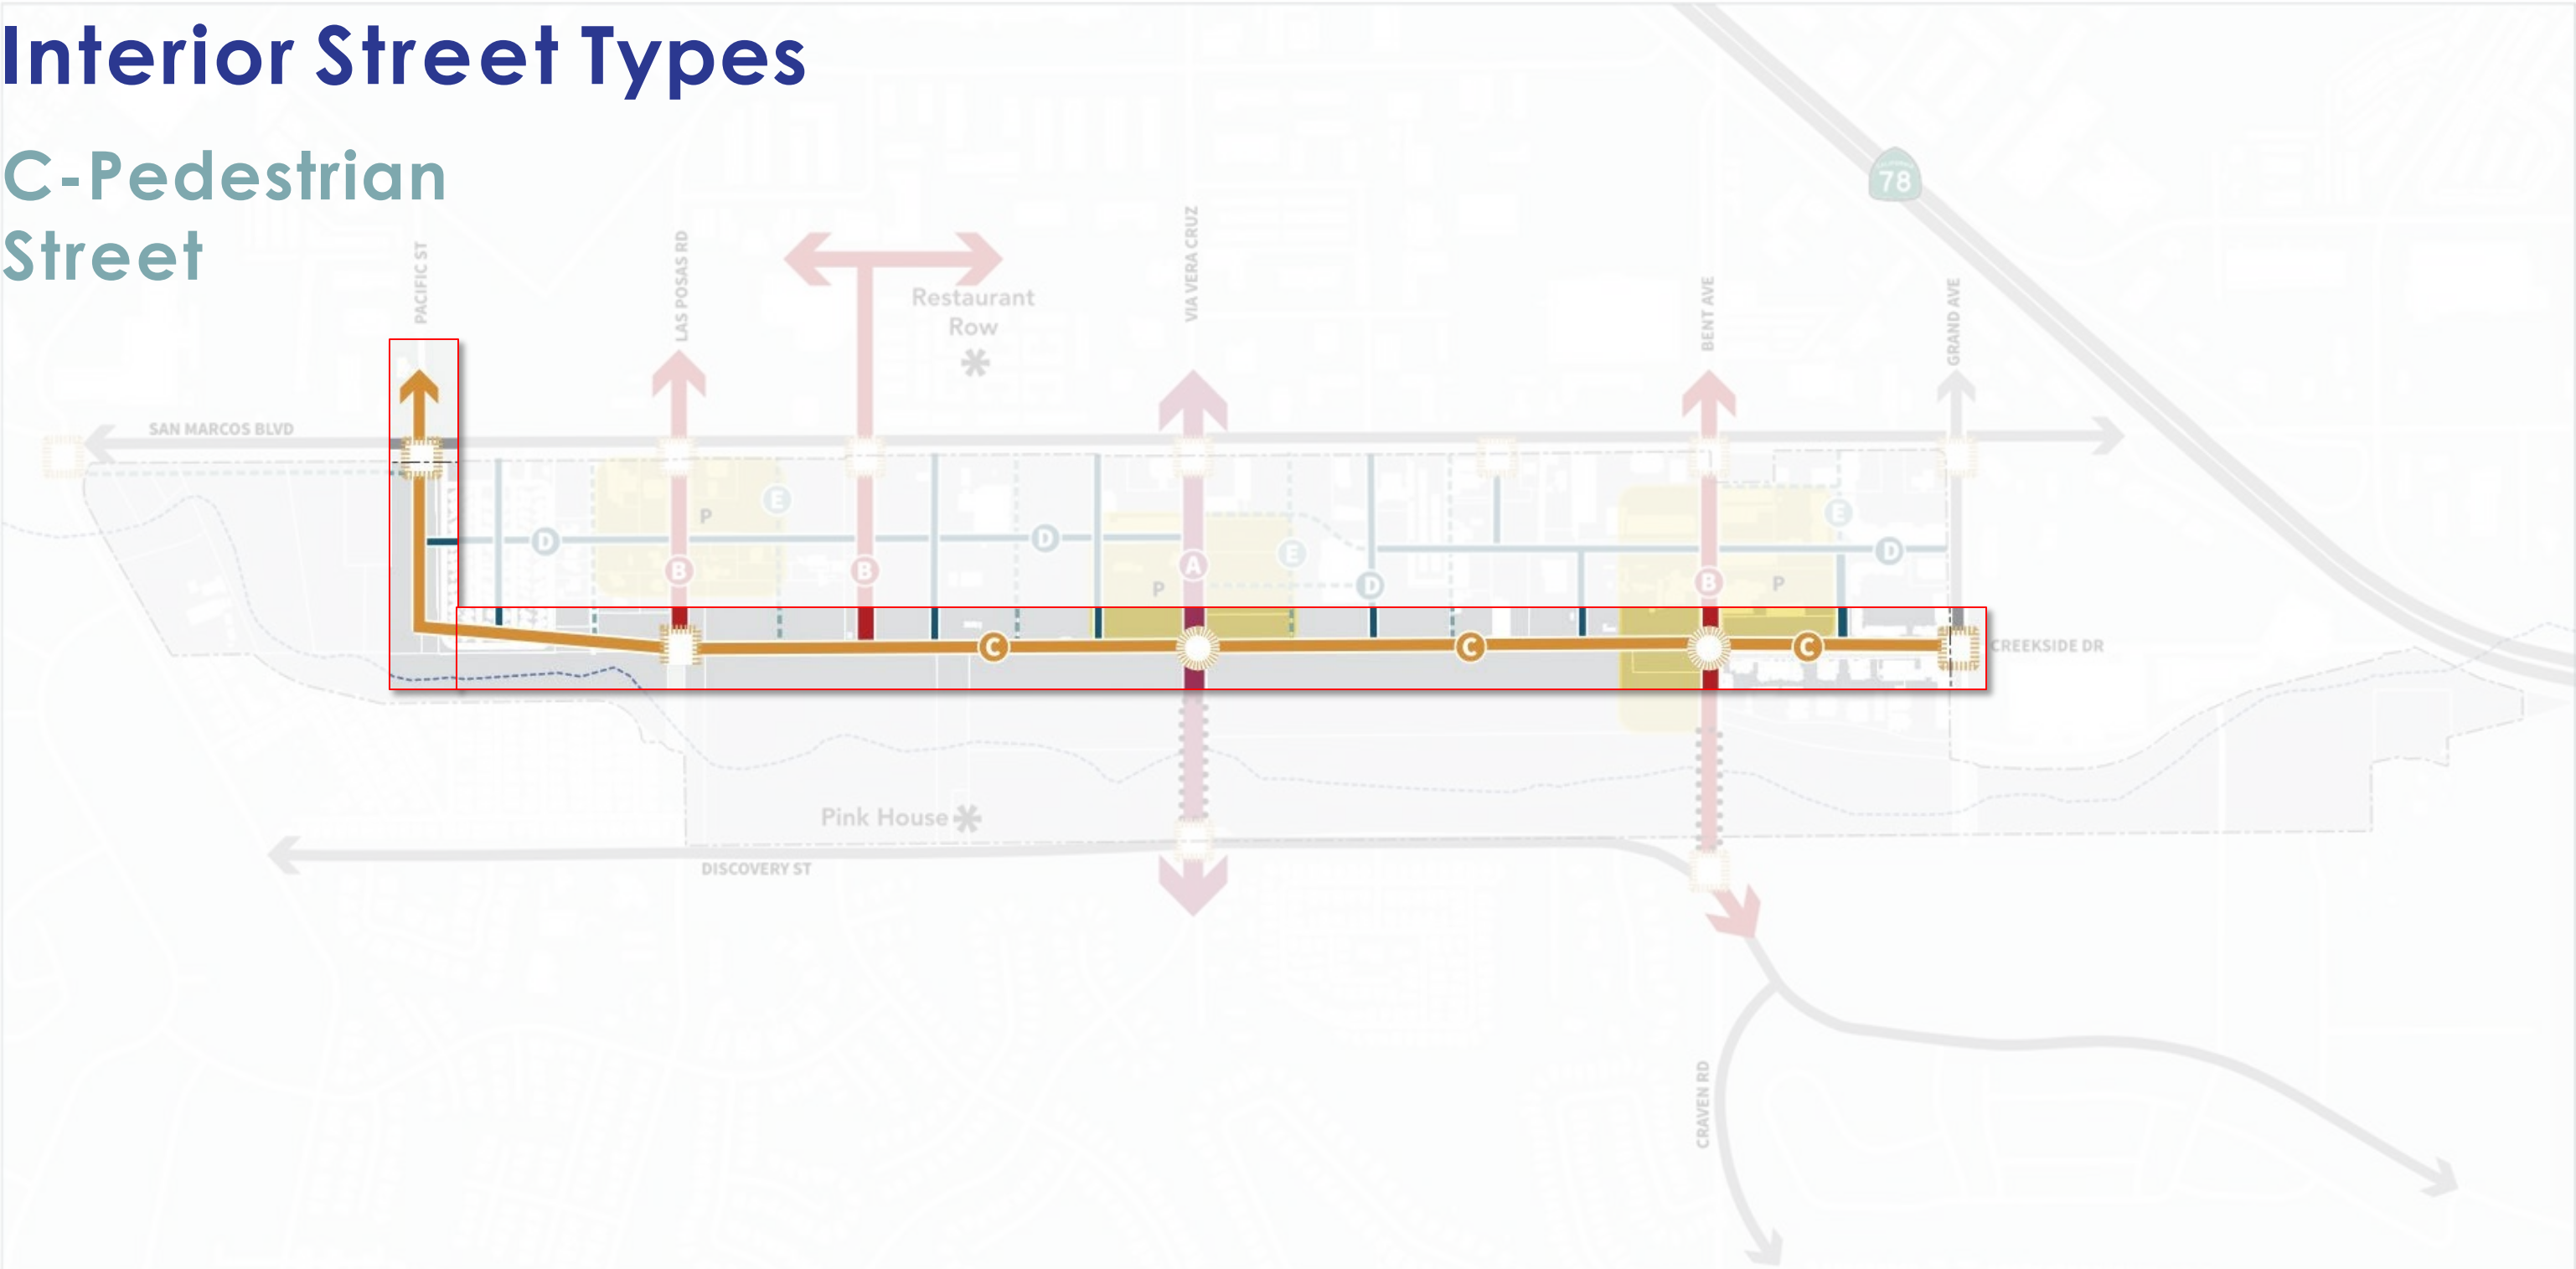 Interior Street Types
C-Pedestrian
Street
PACIFIC ST
LAS POSAS RD
VIA VERA CRUZ
BENT AVE
GRAND AVE
78
Restaurant
Row
SAN MARCOS BLVD
E
P
E
D
D
E
D
B
B
A
P
D
B
P
C
C
C
CREEKSIDE DR
Pink House
DISCOVERY ST
CRAVEN RD